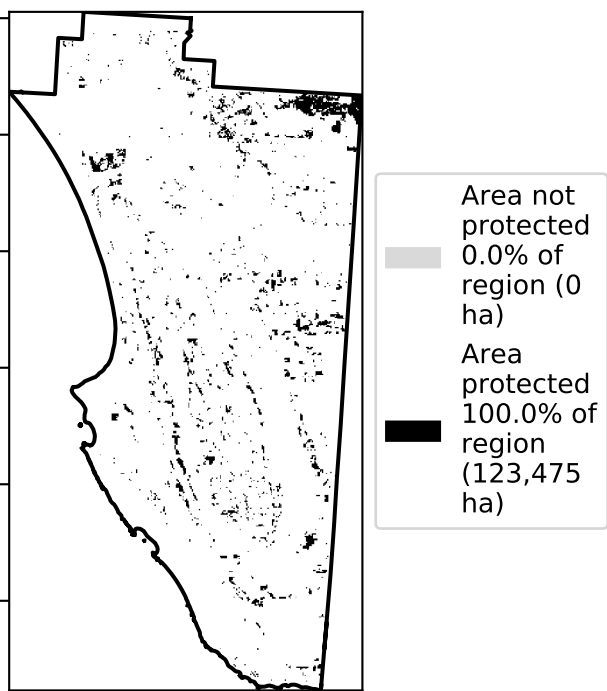 Area not
protected
0.0% of
region (0
ha)
Area
protected
100.0% of
region
(123,475
ha)